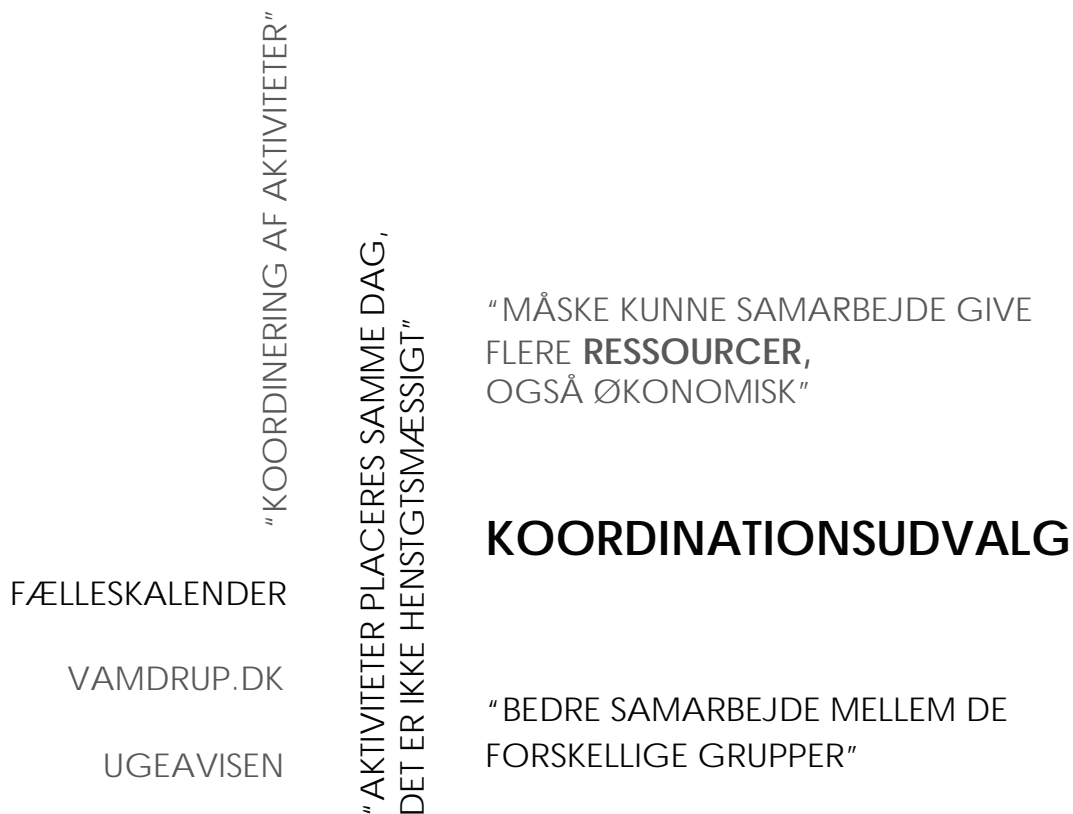 “KOORDINERING AF AKTIVITETER”
“AKTIVITETER PLACERES SAMME DAG,
DET ER IKKE HENSTGTSMÆSSIGT”
“MÅSKE KUNNE SAMARBEJDE GIVE
FLERE RESSOURCER,
OGSÅ ØKONOMISK”
KOORDINATIONSUDVALG
FÆLLESKALENDER
VAMDRUP.DK
UGEAVISEN
“BEDRE SAMARBEJDE MELLEM DE
FORSKELLIGE GRUPPER”